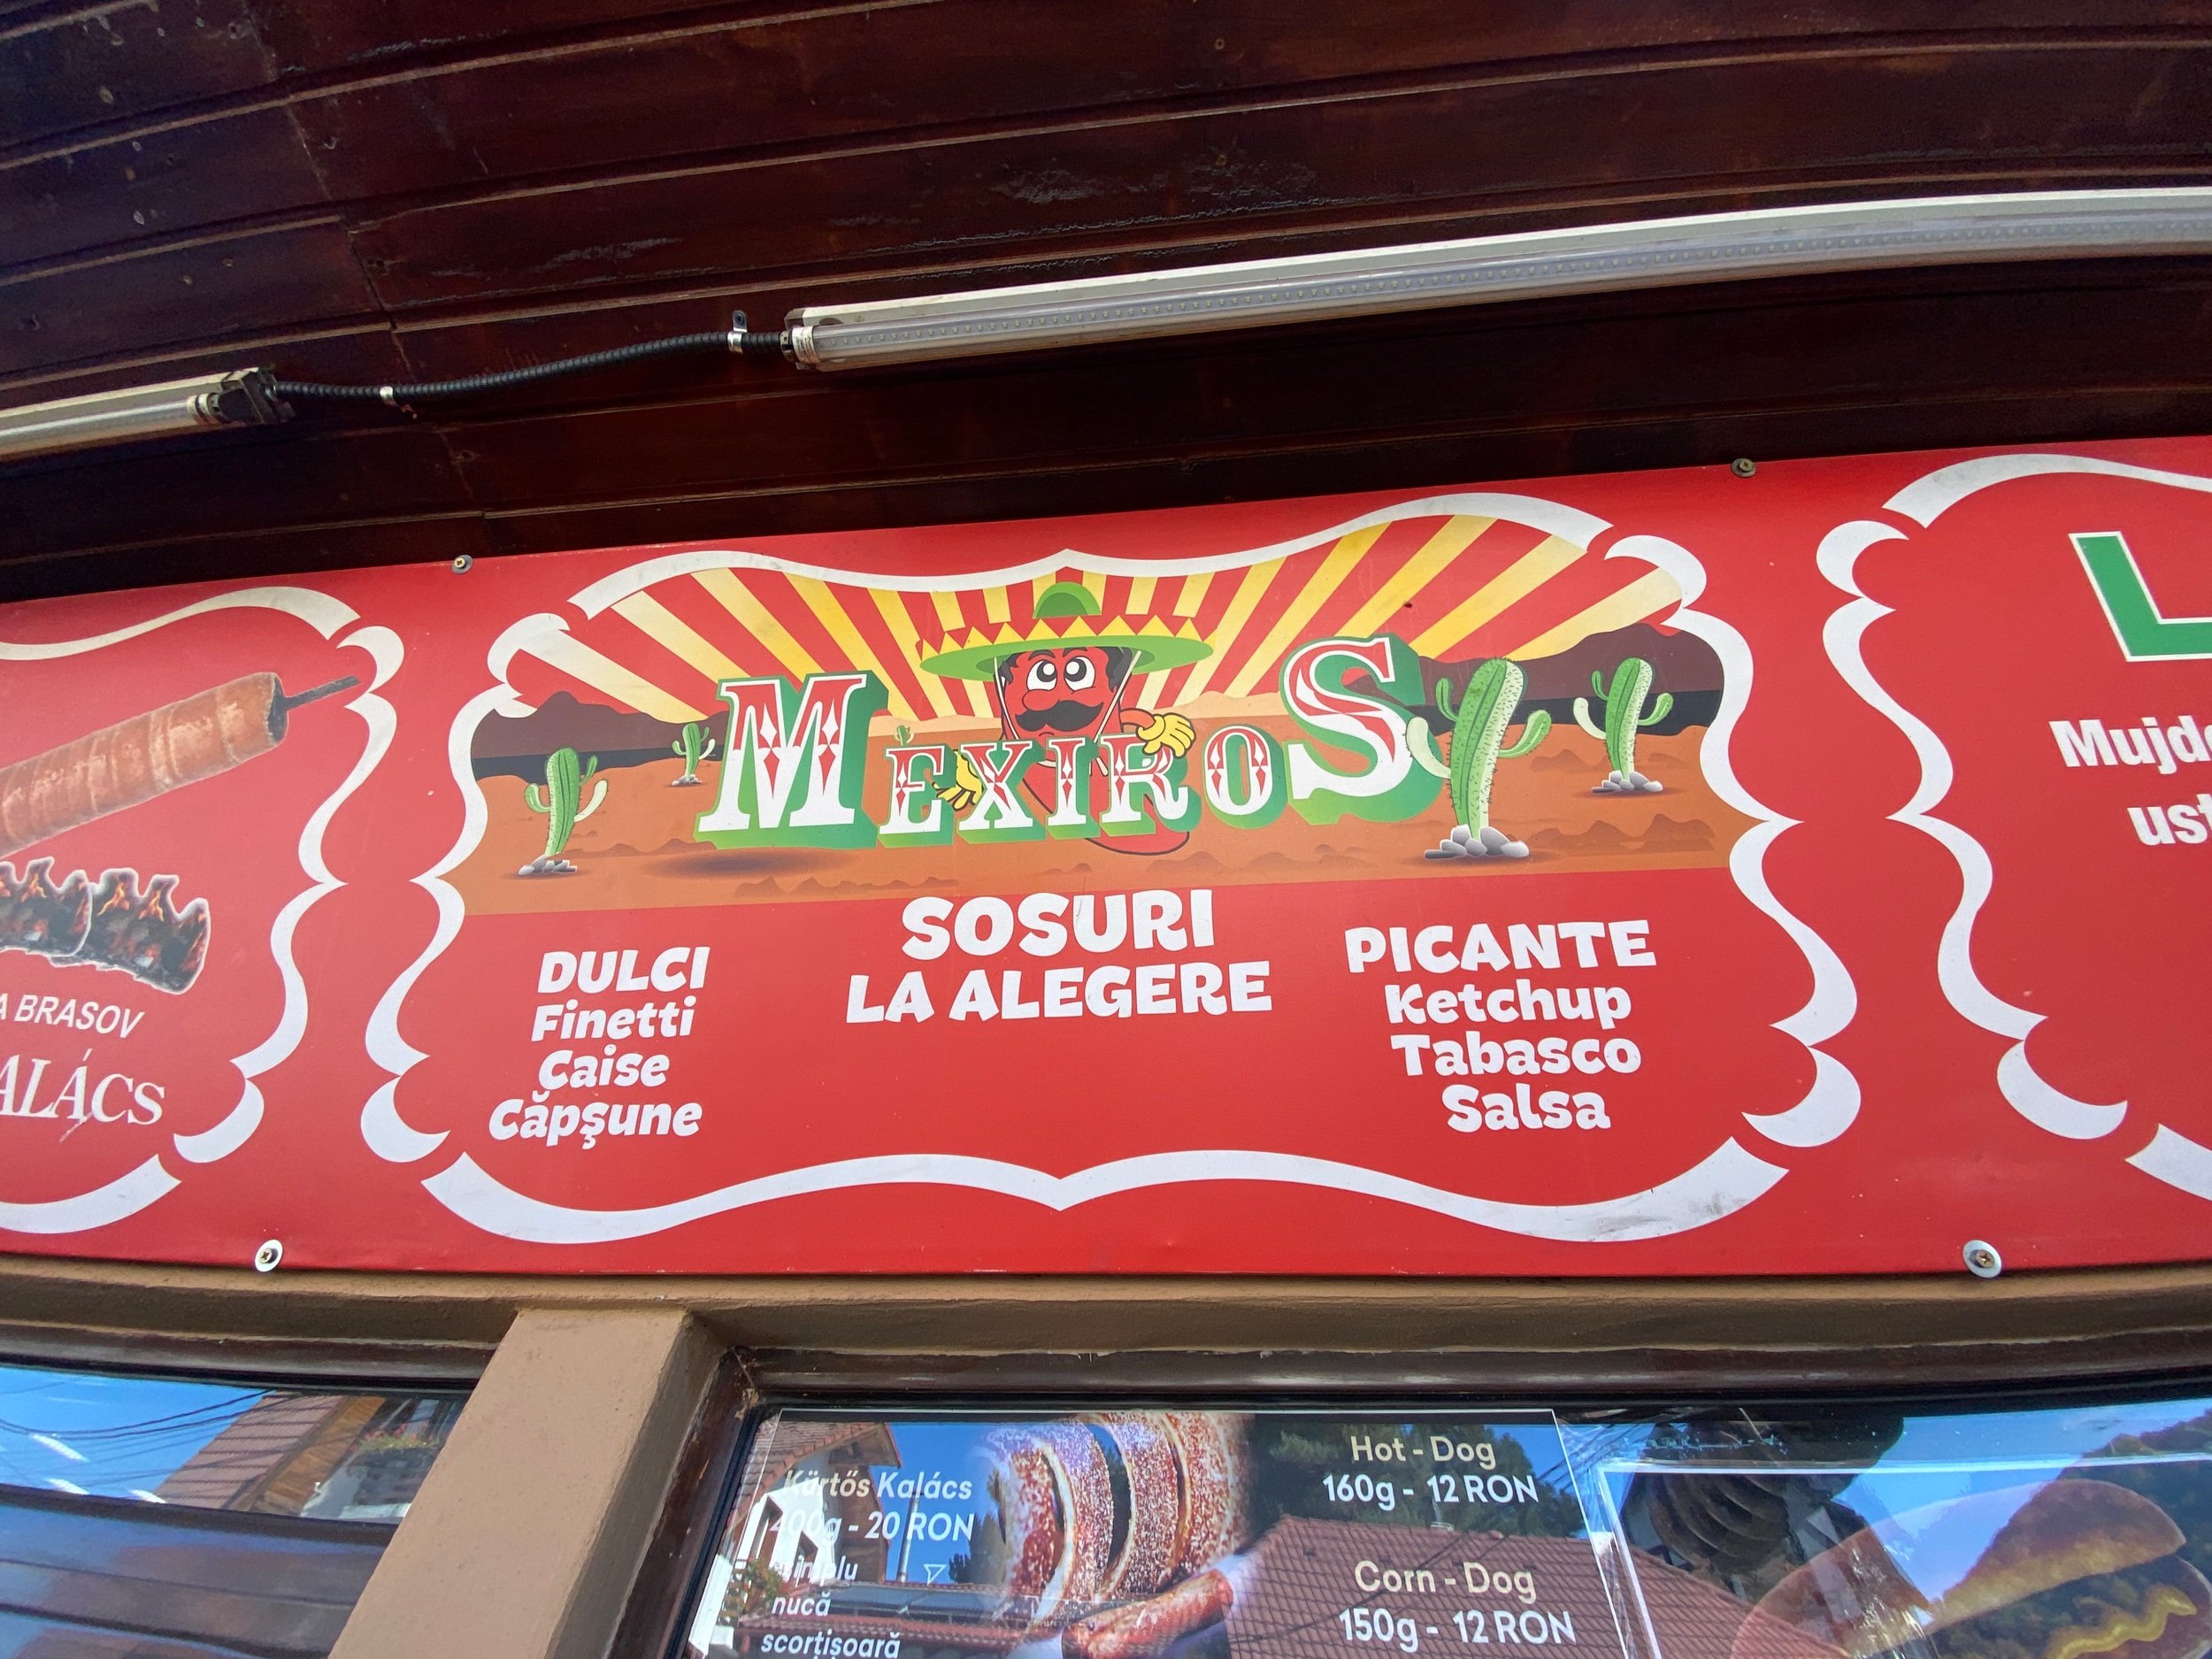 A BRASOV
ALÁCS
MEXIROS
SOSURI
LA ALEGERE
DULCI
Finetti
Caise
Căpşune
PICANTE
Ketchup
Tabasco
Salsa
L
Mujd
ust
Kürtős Kalács
400g - 20 RON
simplu
nucă
scorțișoară
Hot - Dog
160g - 12 RON
Corn - Dog
150g - 12 RON